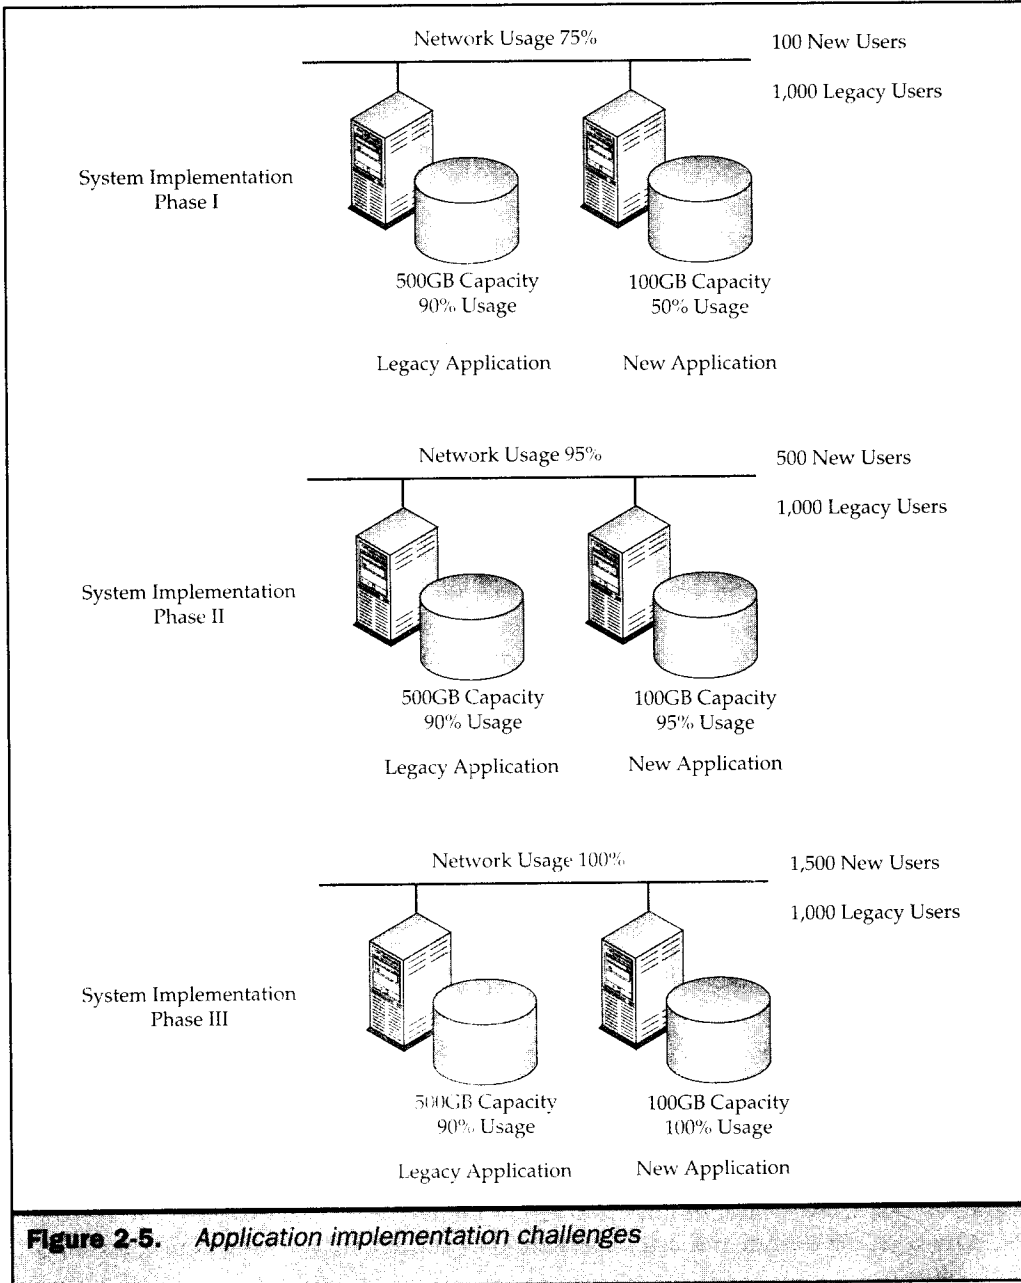 Network Usage 75%
100 New Users
1,000 Legacy Users
System Implementation
Phase I
500GB Capacity
90% Usage
100GB Capacity
50% Usage
Legacy Application
New Application
Network Usage 95%
500 New Users
1,000 Legacy Users
System Implementation
Phase II
500GB Capacity
90% Usage
100GB Capacity
95% Usage
Legacy Application
New Application
Network Usage 100%
1,500 New Users
1,000 Legacy Users
System Implementation
Phase III
500GB Capacity
90% Usage
100GB Capacity
100% Usage
Legacy Application
New Application
Figure 2-5. Application implementation challenges